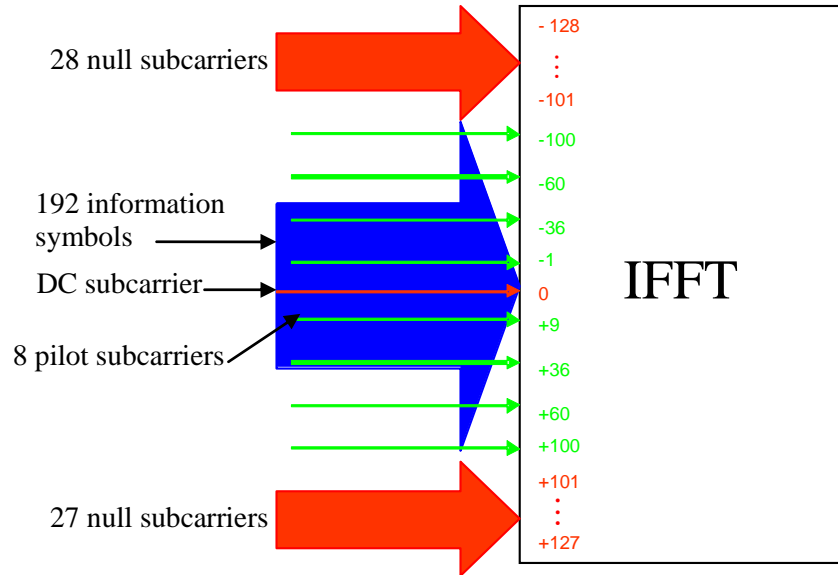 28 null subcarriers
192 information
symbols
DC subcarrier
8 pilot subcarriers
27 null subcarriers
- 128
⋮
-101
-100
-60
-36
-1
0
+9
+36
+60
+100
+101
⋮
+127
IFFT